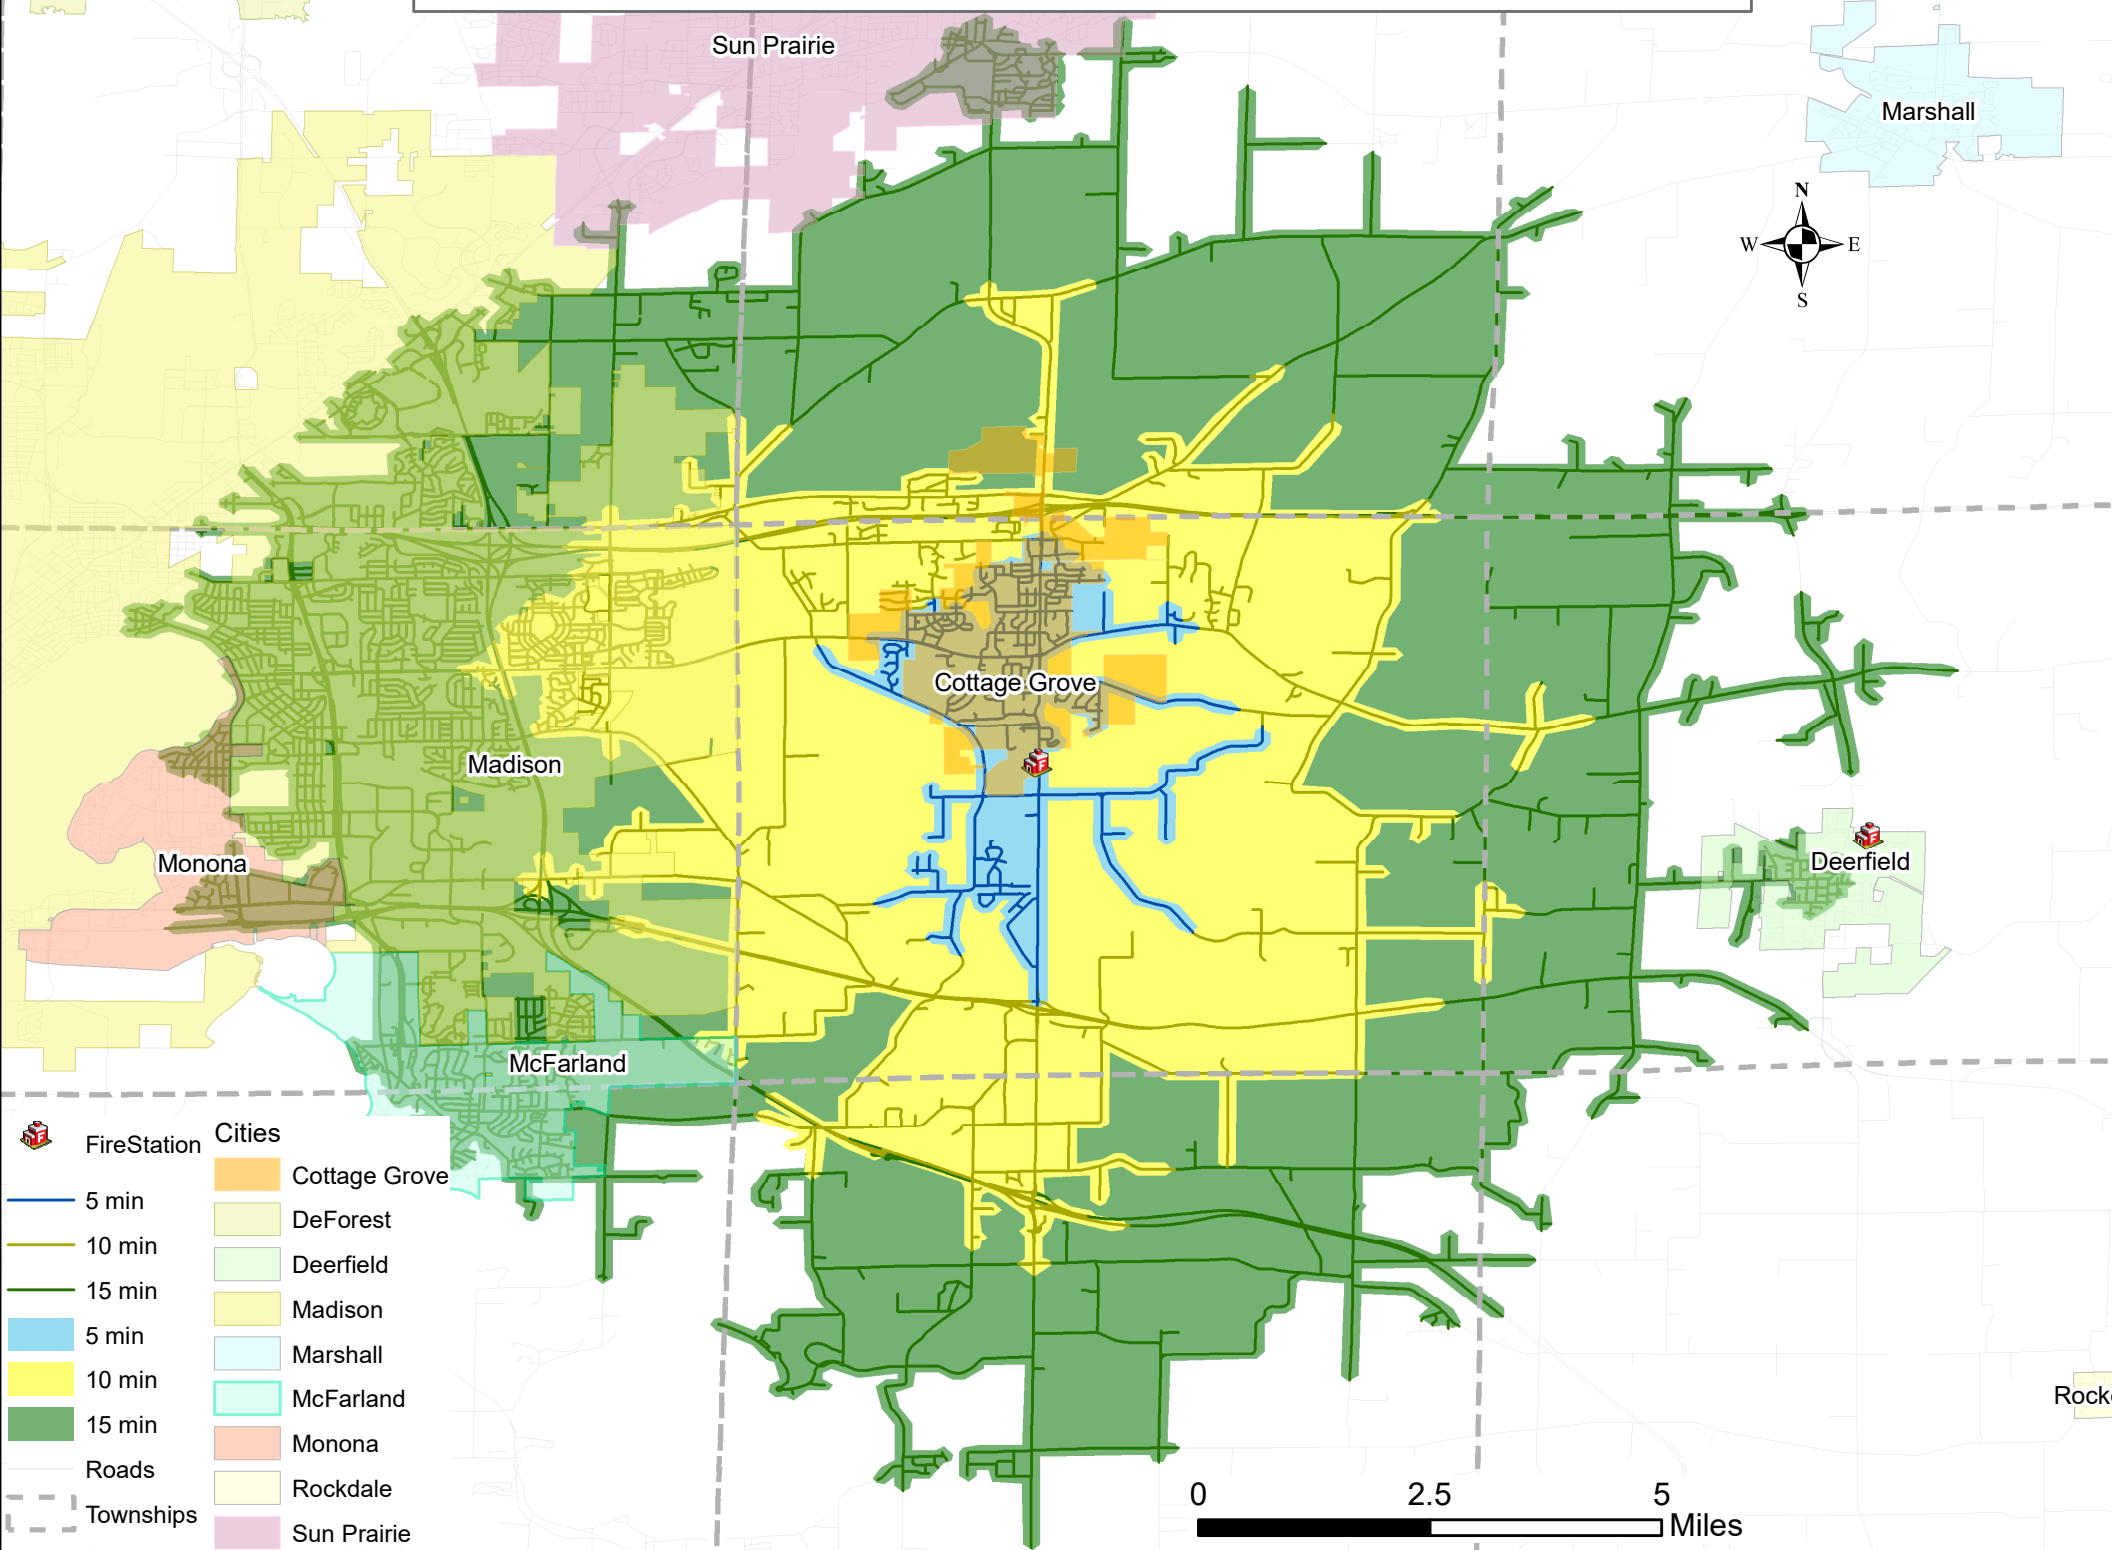 Sun Prairie
Marshall
N
W E
S
Cottage Grove
Madison
Monona
Deerfield
McFarland
FireStation
5 min
10 min
15 min
5 min
10 min
15 min
Roads
Townships
Cities
Cottage Grove
DeForest
Deerfield
Madison
Marshall
McFarland
Monona
Rockdale
Sun Prairie
Rock
0 2.5 5
Miles